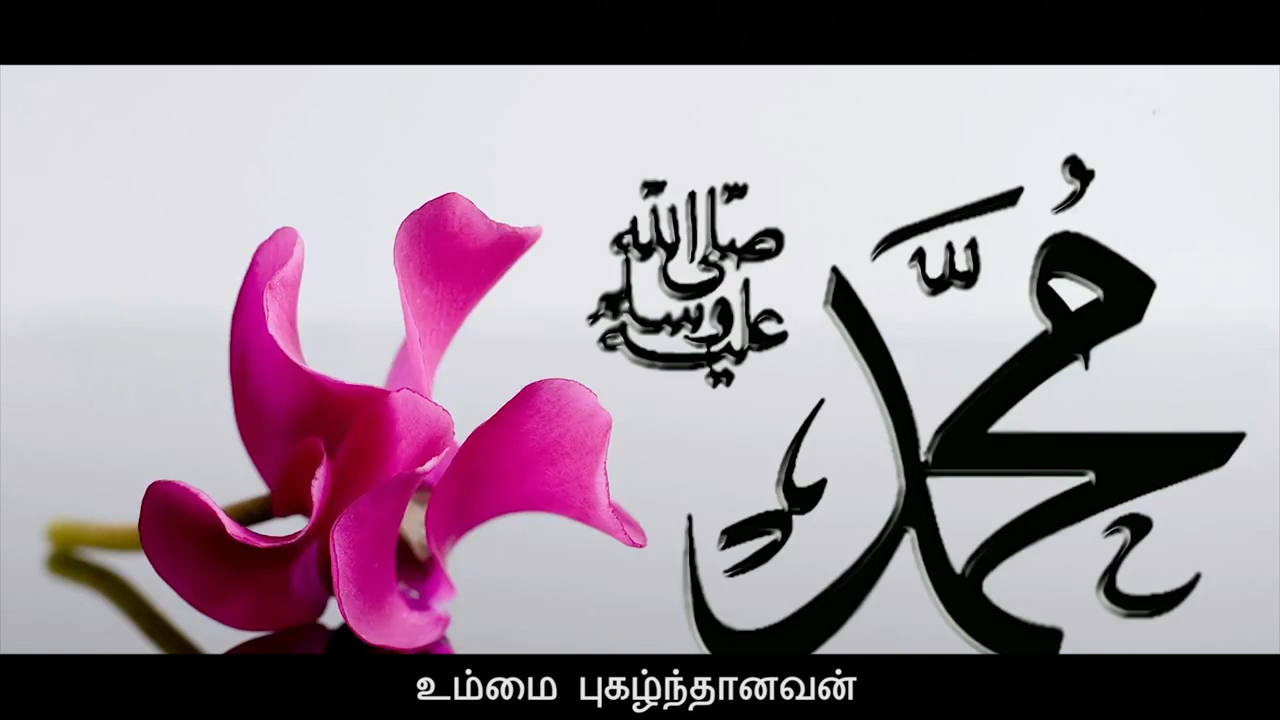 محمد
صلى الله
عليه وسلم
உம்மை புகழ்ந்தானவன்